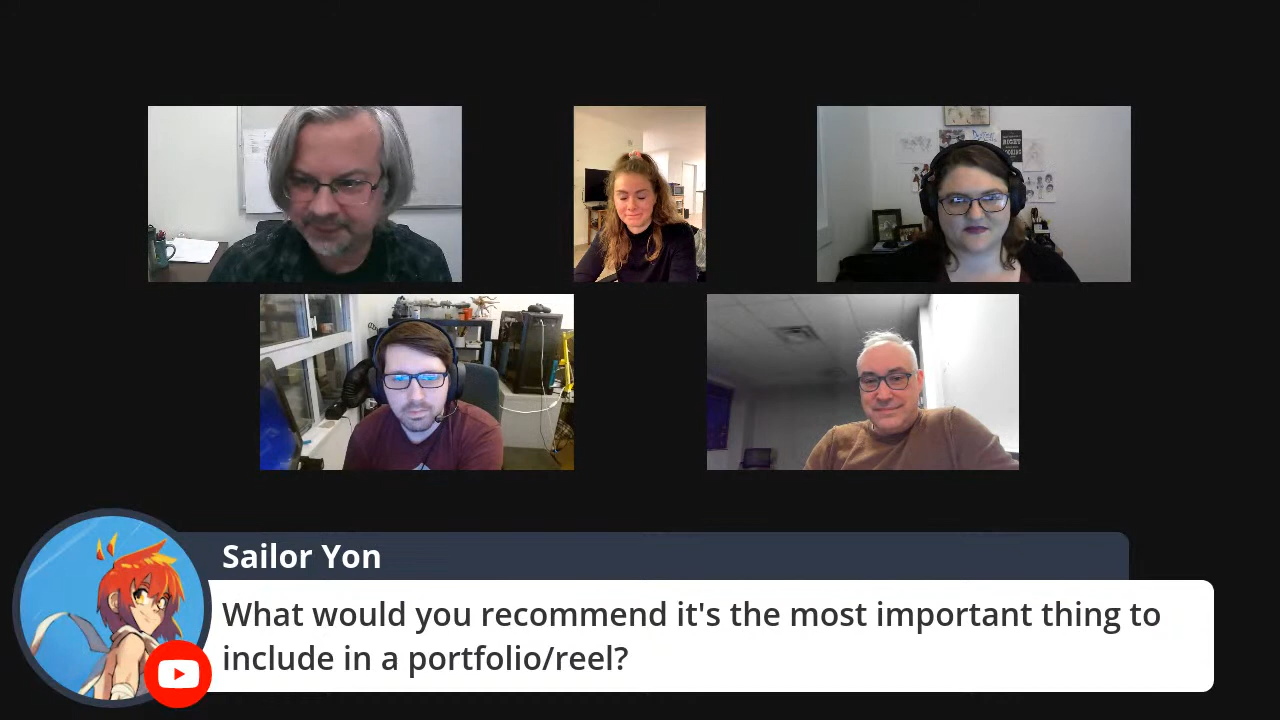 Sailor Yon
What would you recommend it's the most important thing to
include in a portfolio/reel?